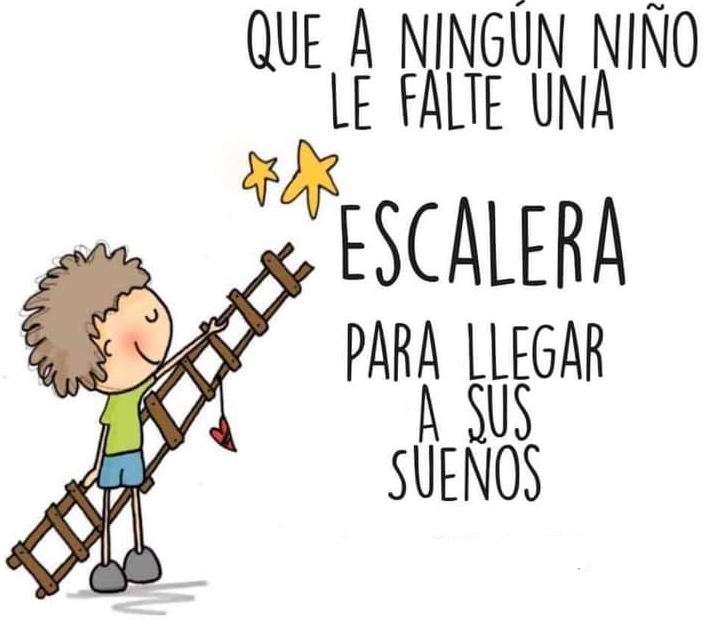 QUE A NINGÚN NIÑO
LE FALTE UNA
ESCALERA
PARA LLEGAR
A SUS
SUEÑOS